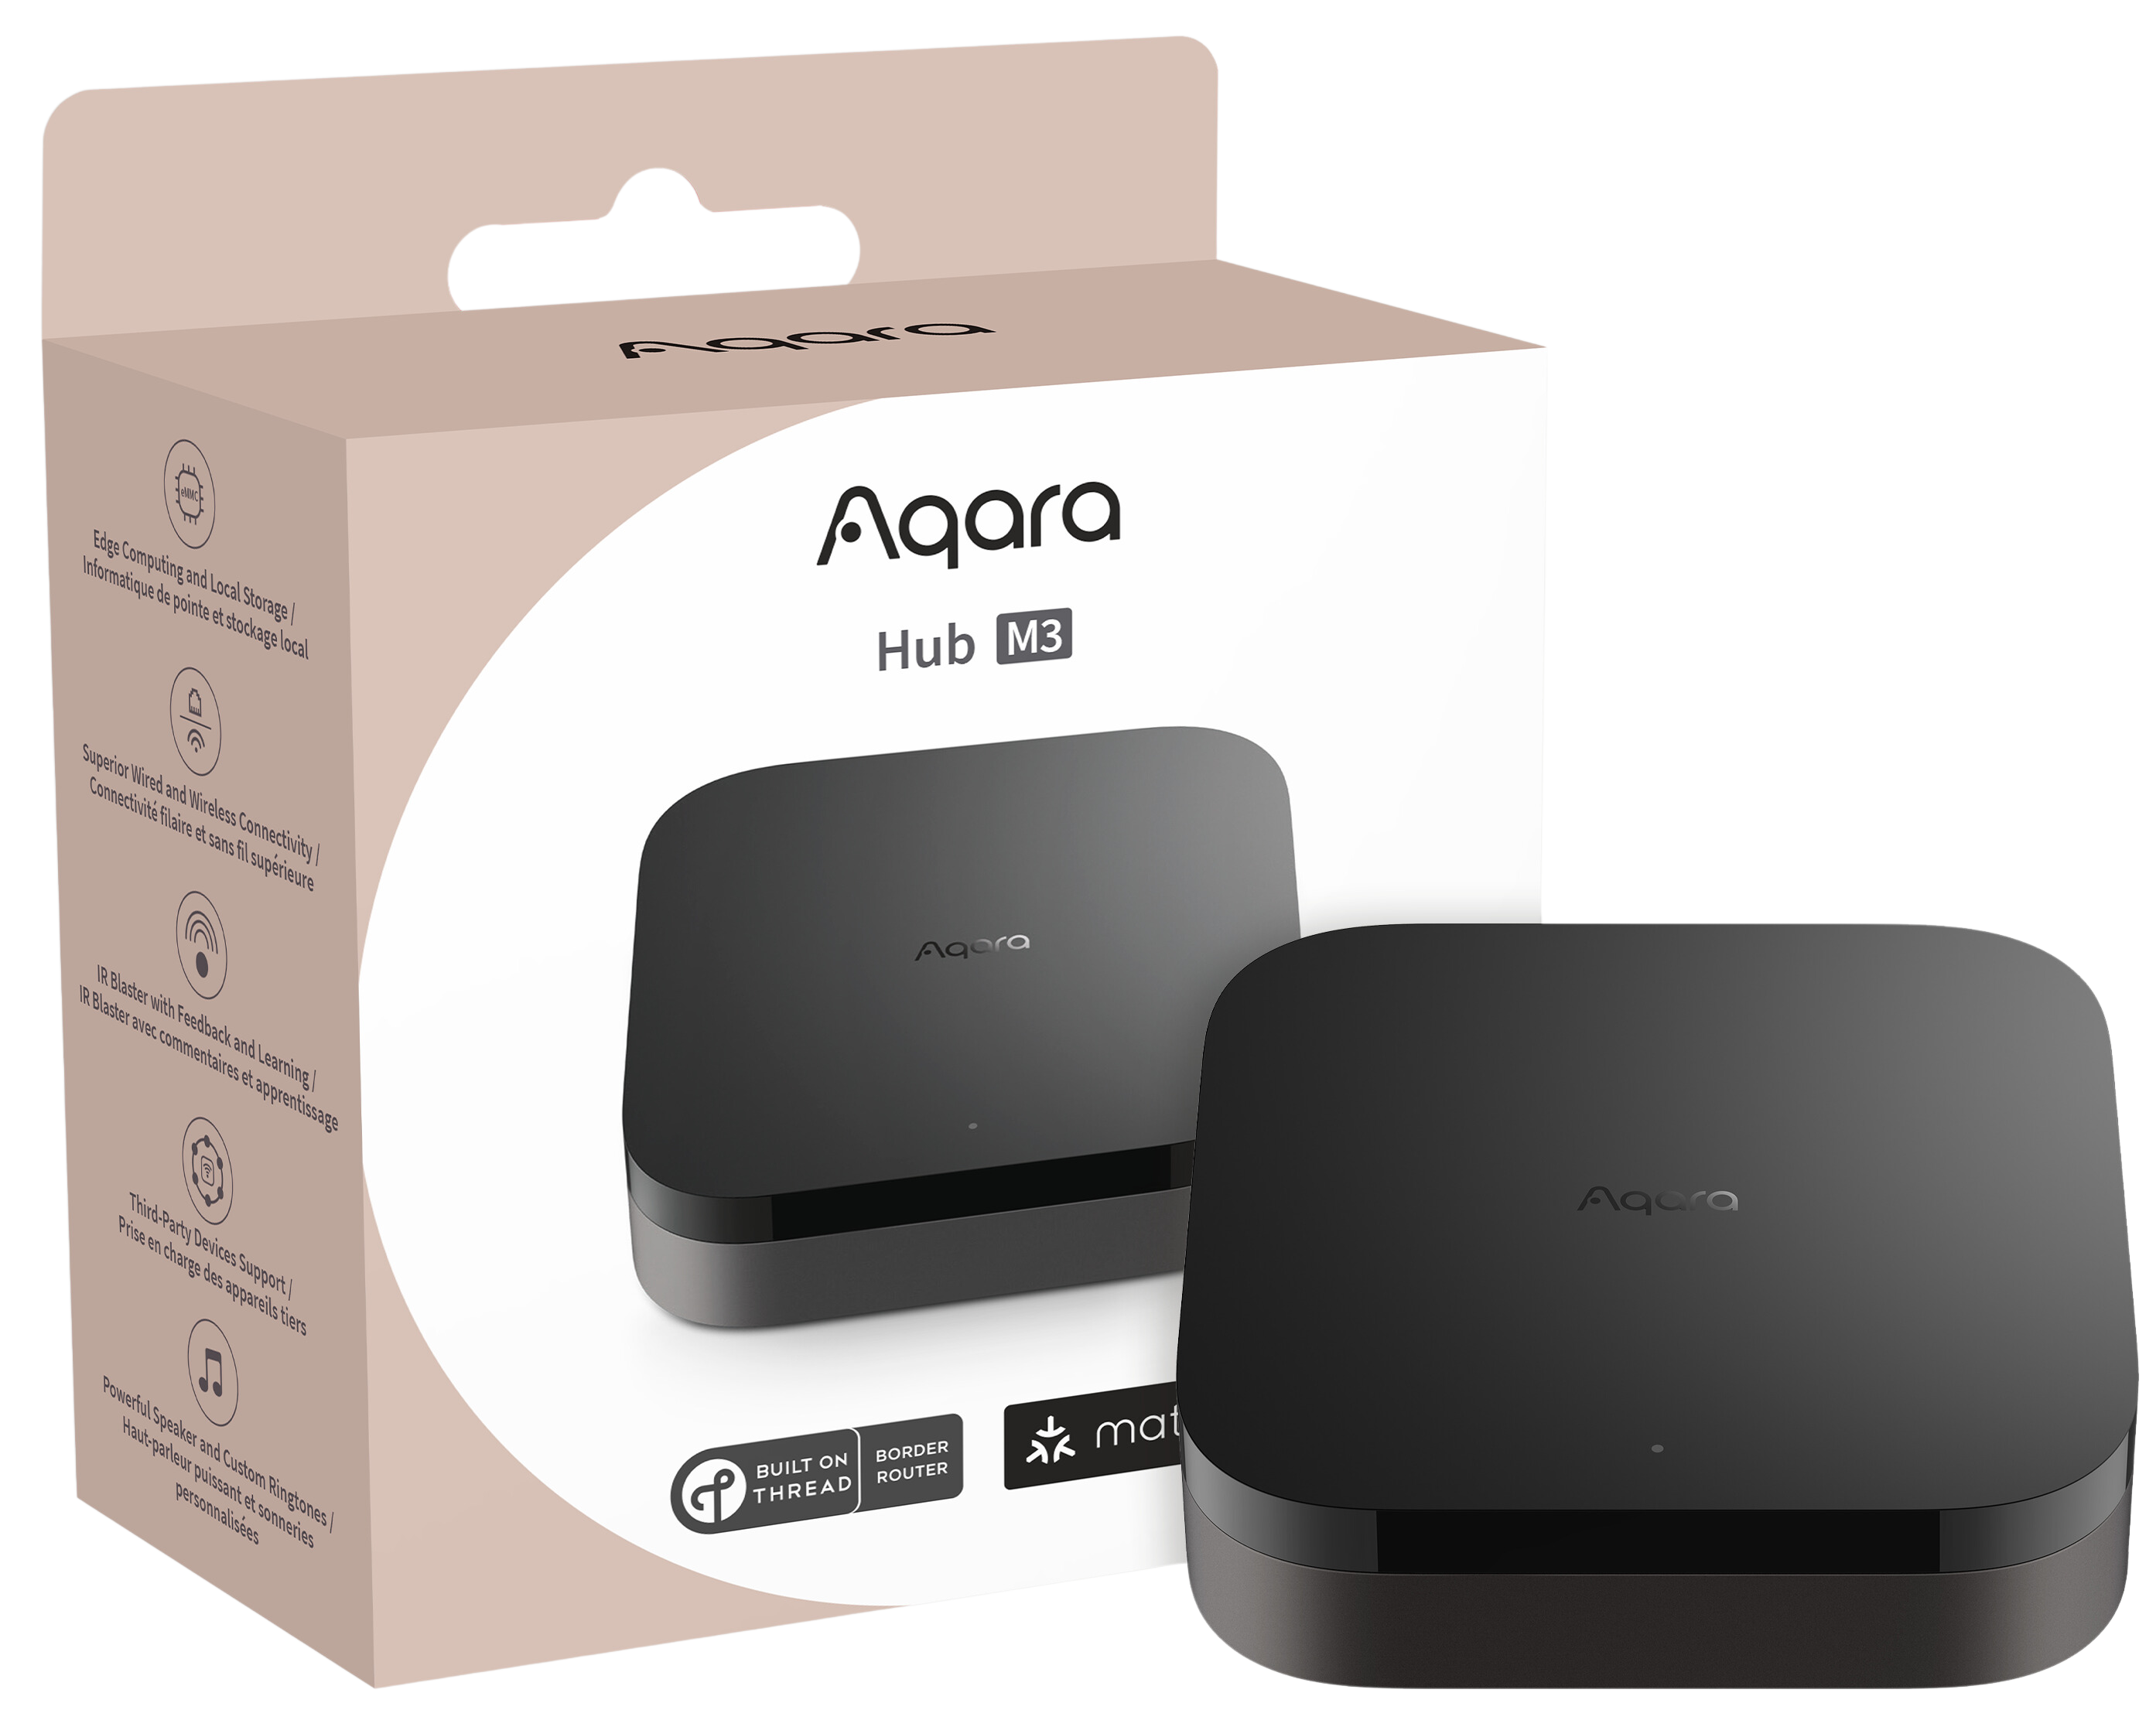 Aqara
Aqara
Hub M3
Aqara
BUILT ON
THREAD
BORDER
ROUTER
mat
eMMC
Edge Computing and Local Storage /
Informatique de pointe et stockage local
Superior Wired and Wireless Connectivity /
Connectivité filaire et sans fil supérieure
IR Blaster with Feedback and Learning /
IR Blaster avec commentaires et apprentissage
Third-Party Devices Support /
Prise en charge des appareils tiers
Powerful Speaker and Custom Ringtones /
Haut-parleur puissant et sonneries
personnalisées
Aqara